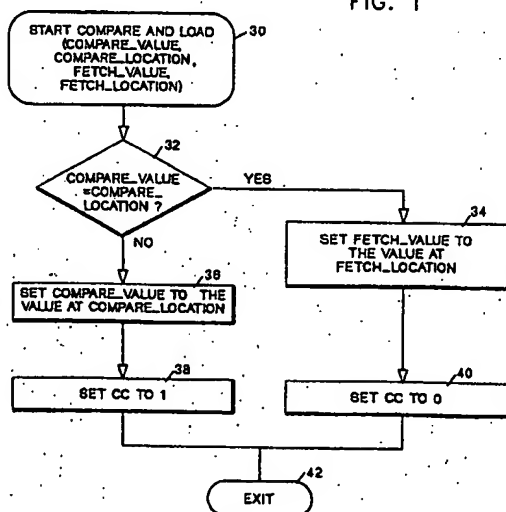 FIG. 1
START COMPARE AND LOAD
(COMPARE_VALUE,
COMPARE_LOCATION,
FETCH_VALUE,
FETCH_LOCATION)
30
32
COMPARE_VALUE
=COMPARE_
LOCATION ?
YES
NO
34
SET FETCH_VALUE TO
THE VALUE AT
FETCH_LOCATION
36
SET COMPARE_VALUE TO THE
VALUE AT COMPARE_LOCATION
38
SET CC TO 1
40
SET CC TO 0
42
EXIT